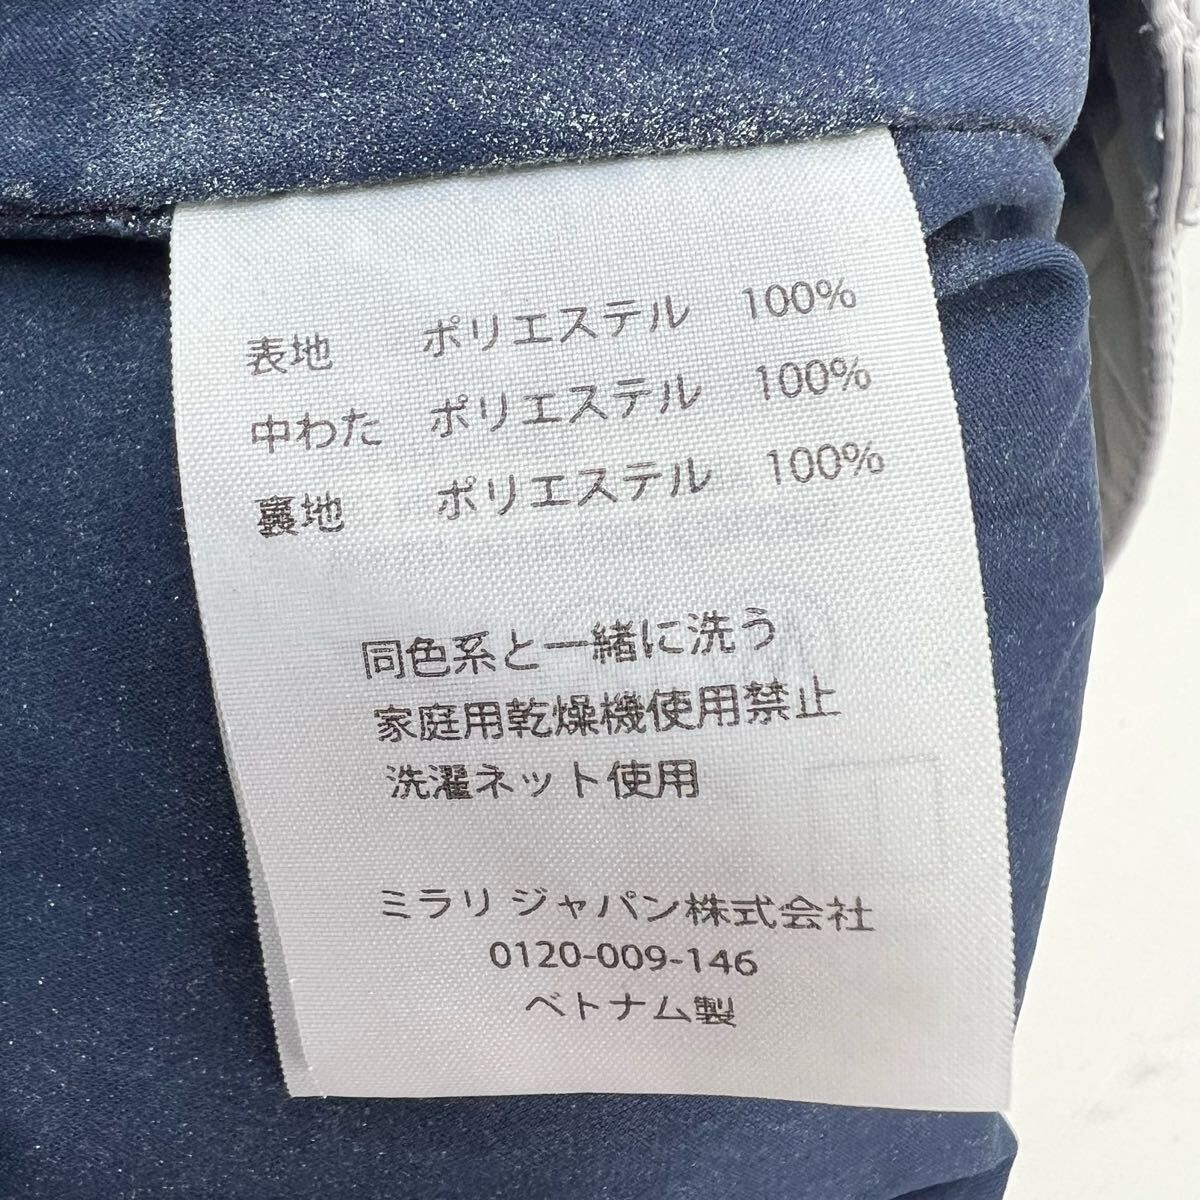 表地 ポリエステル 100%
中わた ポリエステル 100%
裏地 ポリエステル 100%
同色系と一緒に洗う
家庭用乾燥機使用禁止
洗濯ネット使用
ミラリ ジャパン株式会社
0120-009-146
ベトナム製